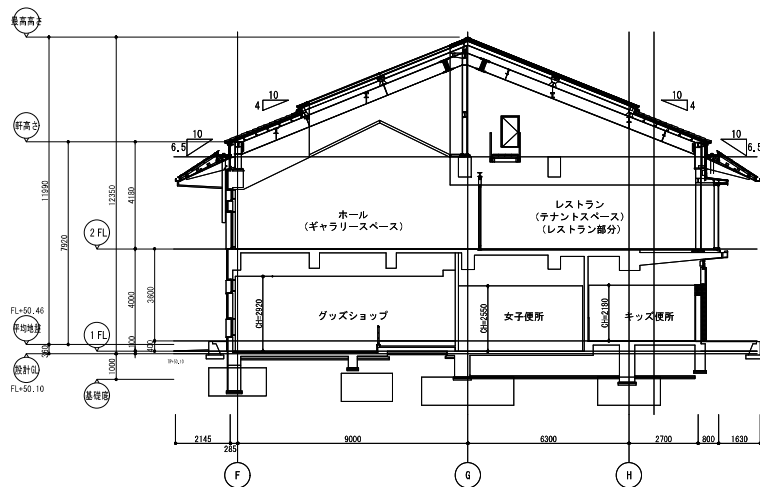 最高高さ
10
4
10
4
軒高さ
10
6.5
10
6.5
11990
12350
4180
7920
ホール
(ギャラリースペース)
レストラン
(テナントスペース)
(レストラン部分)
2FL
3600
4000
CH=2920
グッズショップ
CH=2550
女子便所
CH=2180
キッズ便所
FL+50.46
平均地盤
1FL
360
100
400
設計GL
FL+50.10
1000
基礎底
2145
285
9000
6300
2700
800
1630
F
G
H